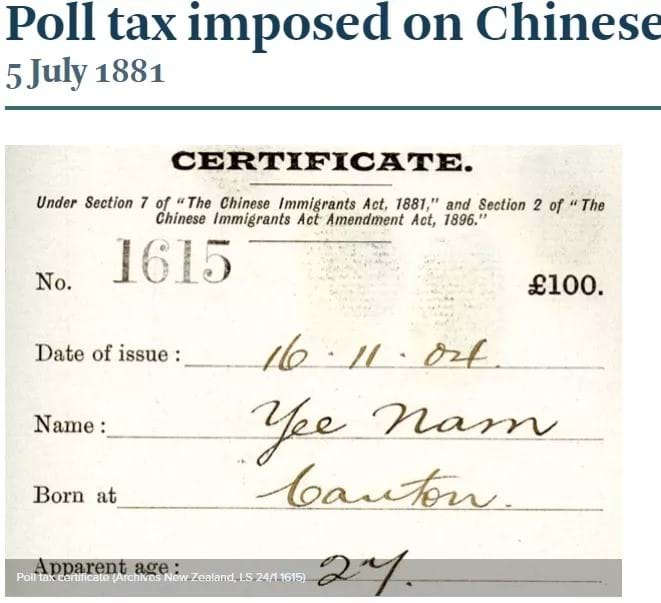 Poll tax imposed on Chinese
5 July 1881
CERTIFICATE.
Under Section 7 of "The Chinese Immigrants Act, 1881," and Section 2 of "The
Chinese Immigrants Act Amendment Act, 1896."
No. 1615 £100.
Date of issue : 16 . 11 . 04.
Name : Yee Nam
Born at Canton.
Apparent age : 27.
Poll tax certificate (Archives New Zealand, LS 24/1 1615)